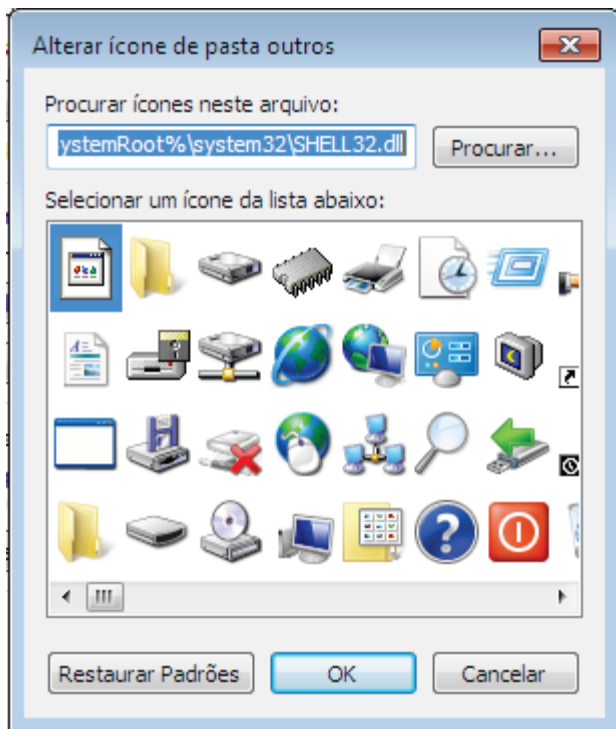 Alterar ícone de pasta outros
Procurar ícones neste arquivo:
ystemRoot%\system32\SHELL32.dll
Procurar...
Selecionar um ícone da lista abaixo:
Restaurar Padrões
OK
Cancelar